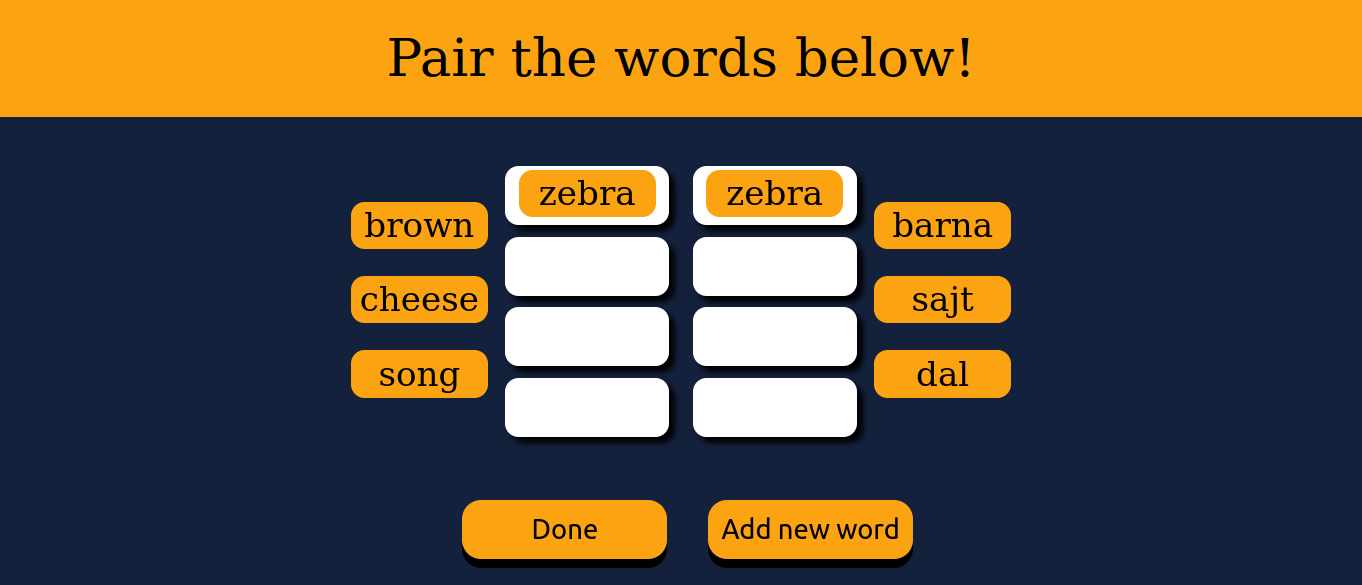 Pair the words below!
zebra zebra
brown barna
cheese sajt
song dal
Done Add new word